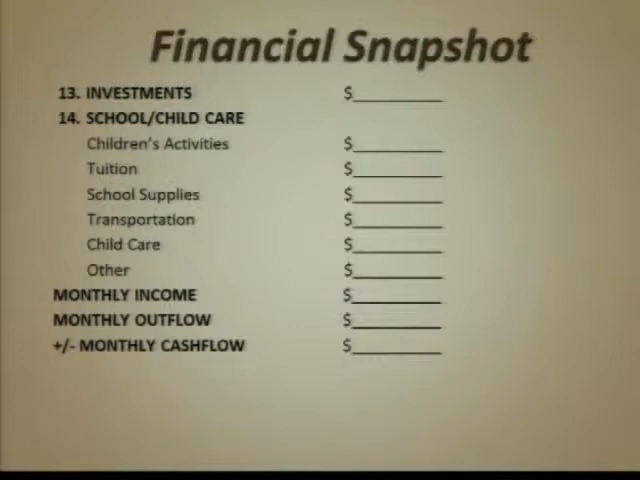 Financial Snapshot
13. INVESTMENTS $__________
14. SCHOOL/CHILD CARE
Children's Activities $__________
Tuition $__________
School Supplies $__________
Transportation $__________
Child Care $__________
Other $__________
MONTHLY INCOME $__________
MONTHLY OUTFLOW $__________
+/- MONTHLY CASHFLOW $__________